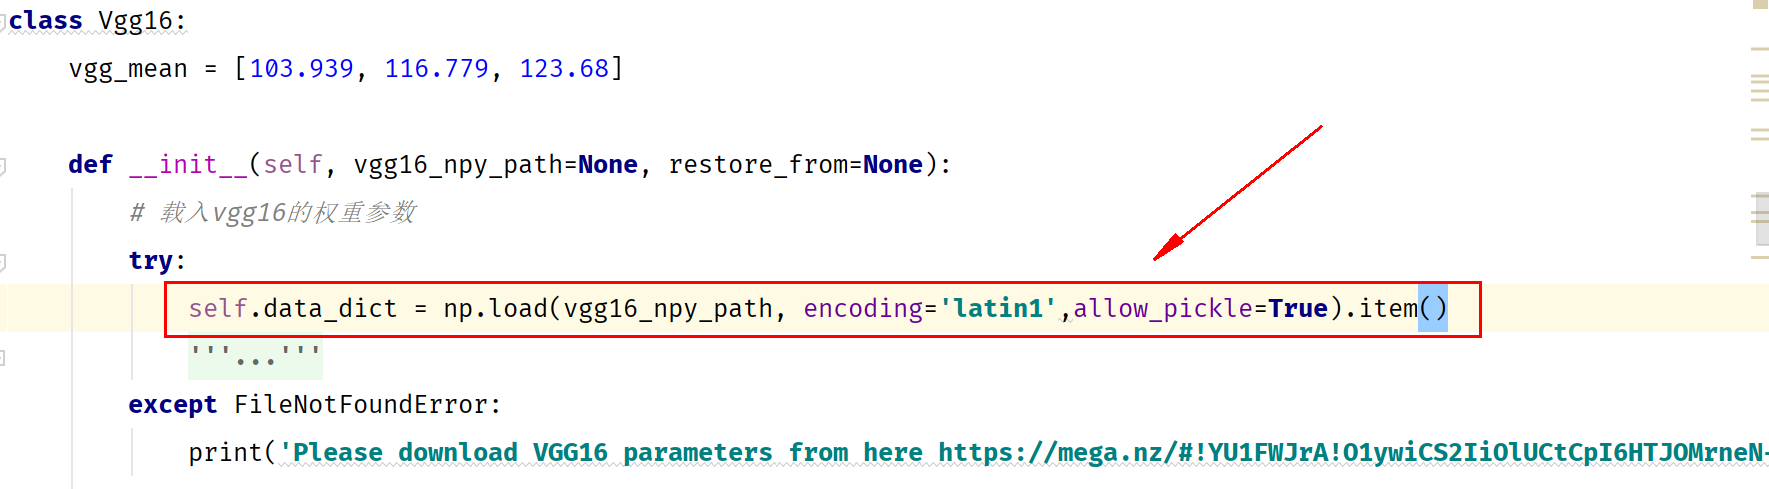 class Vgg16:
vgg_mean = [103.939, 116.779, 123.68]
def __init__(self, vgg16_npy_path=None, restore_from=None):
# 载入vgg16的权重参数
try:
self.data_dict = np.load(vgg16_npy_path, encoding='latin1',allow_pickle=True).item()
'''...'''
except FileNotFoundError:
print('Please download VGG16 parameters from here https://mega.nz/#!YU1FWJrA!O1ywiCS2IiOlUCtCpI6HTJOMrneN-